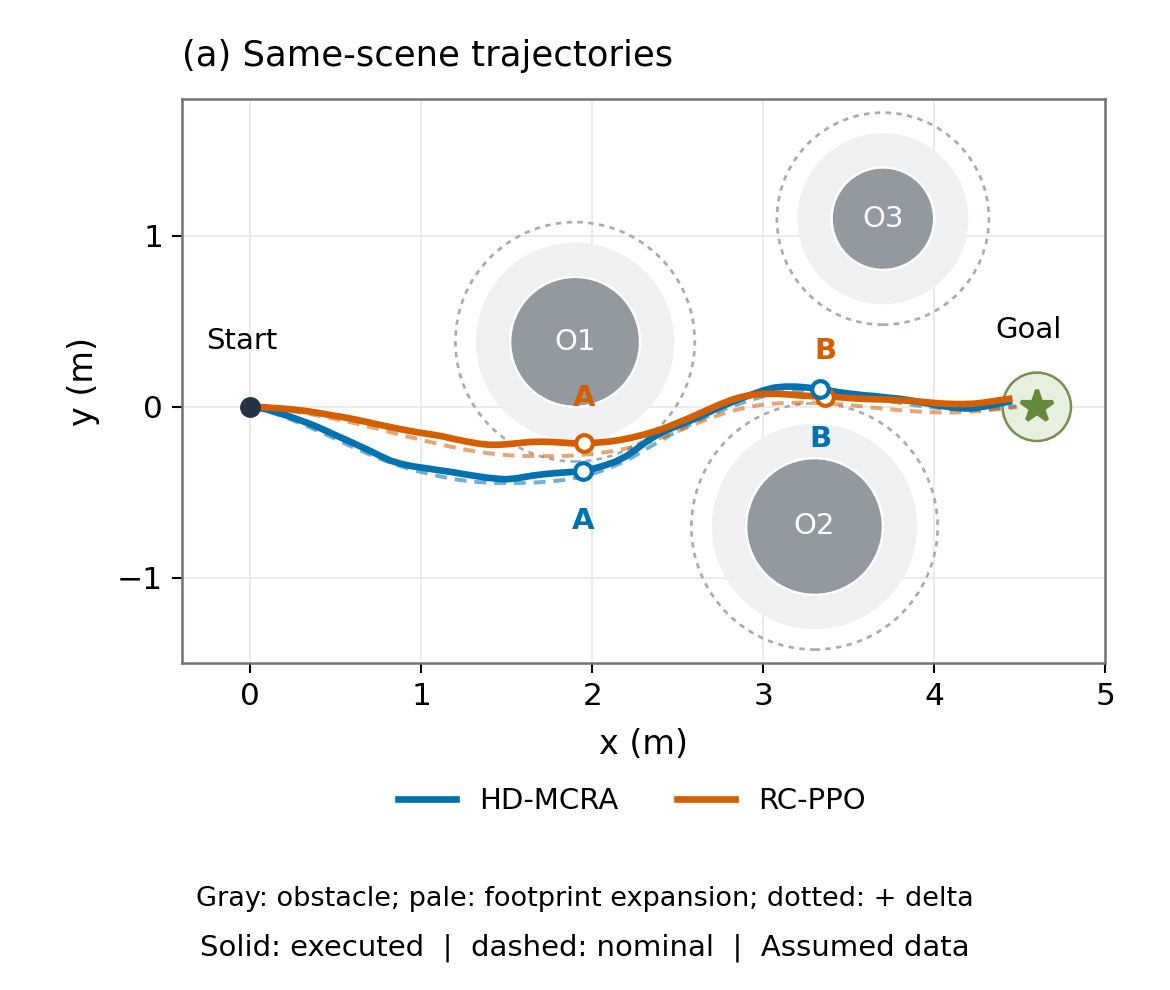 (a) Same-scene trajectories
O3
Start
O1
Goal
B
A
B
O2
A
1
0
−1
y (m)
0 1 2 3 4 5
x (m)
HD-MCRA RC-PPO
Gray: obstacle; pale: footprint expansion; dotted: + delta
Solid: executed | dashed: nominal | Assumed data